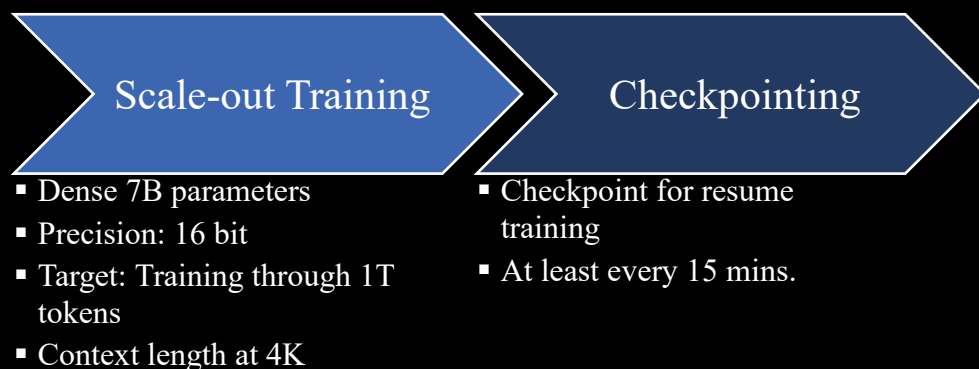 Scale-out Training
Checkpointing
▪ Dense 7B parameters
▪ Precision: 16 bit
▪ Target: Training through 1T
tokens
▪ Context length at 4K
▪ Checkpoint for resume
training
▪ At least every 15 mins.